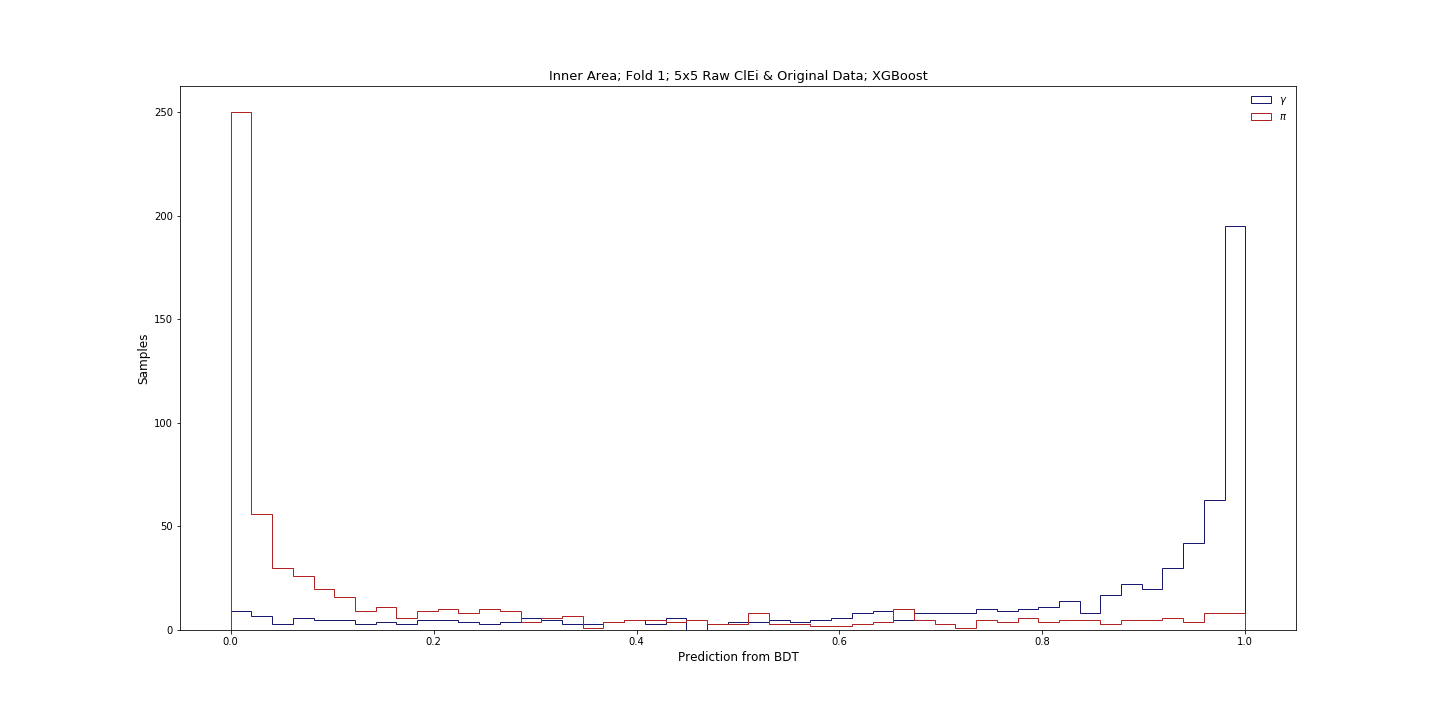 Inner Area; Fold 1; 5x5 Raw ClEi & Original Data; XGBoost
γ
π
250
200
150
100
50
0
Samples
0.0 0.2 0.4 0.6 0.8 1.0
Prediction from BDT